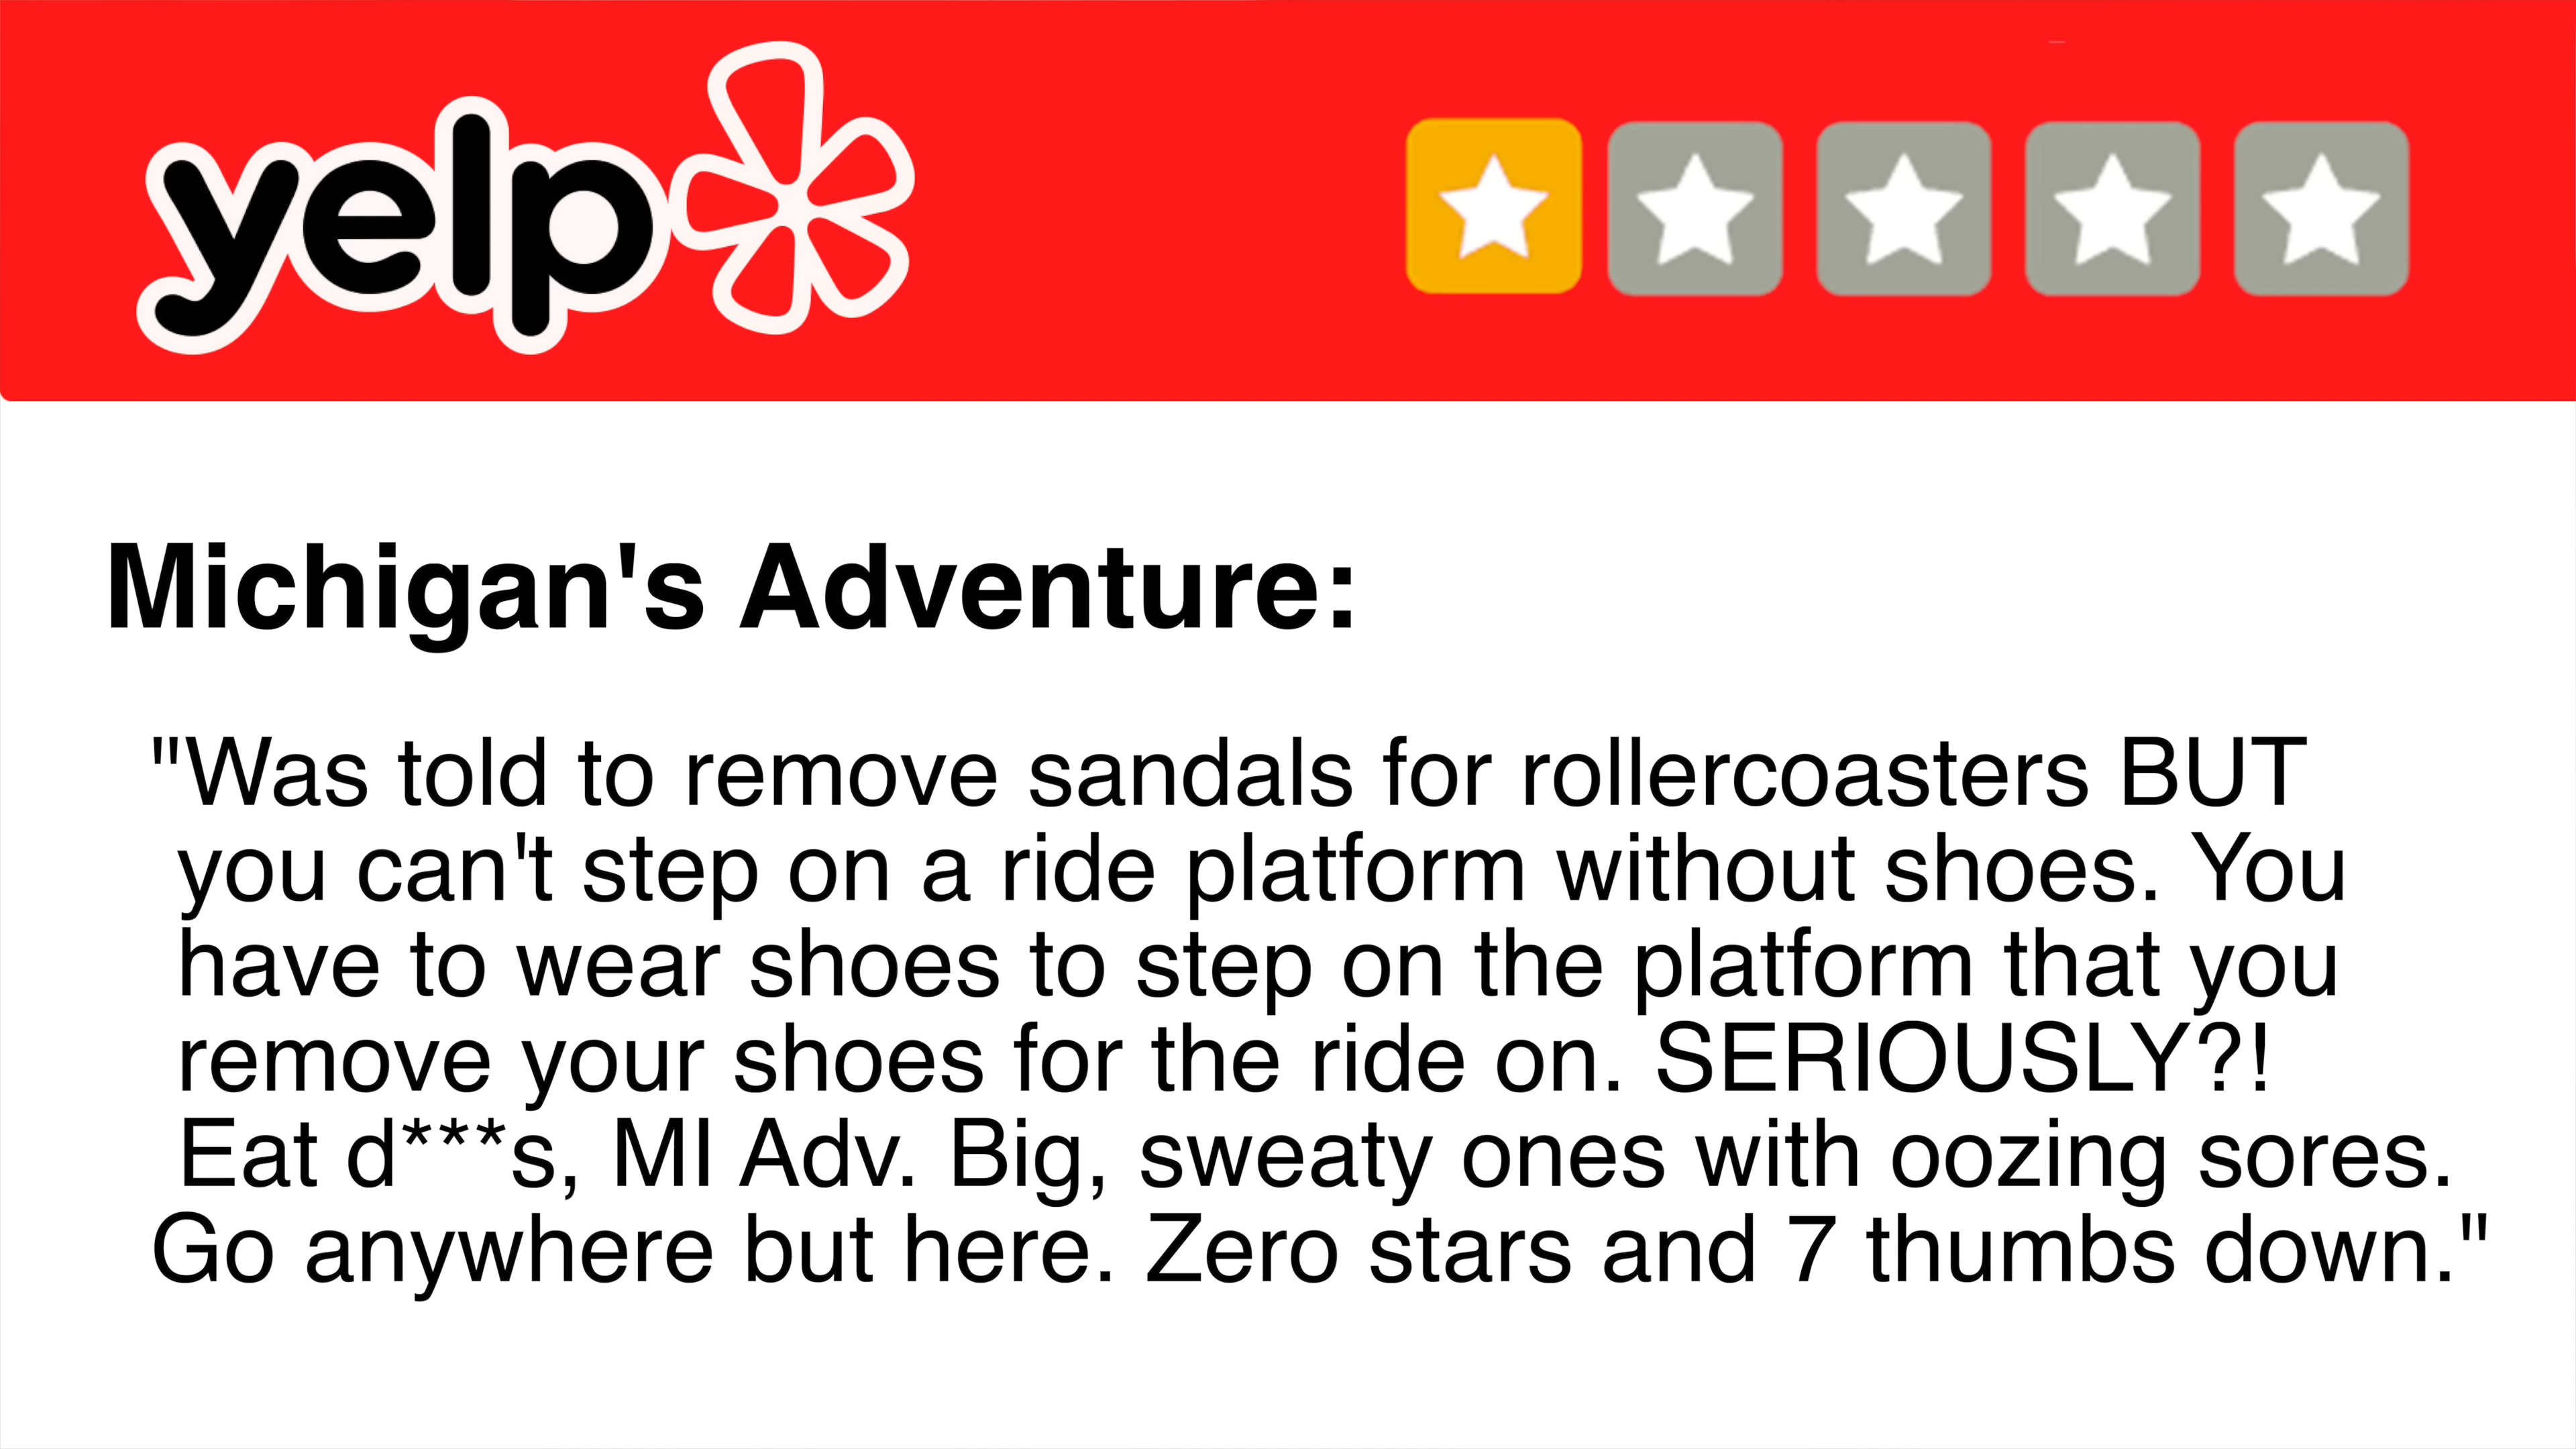 yelp
Michigan's Adventure:
"Was told to remove sandals for rollercoasters BUT
you can't step on a ride platform without shoes. You
have to wear shoes to step on the platform that you
remove your shoes for the ride on. SERIOUSLY?!
Eat d***s, MI Adv. Big, sweaty ones with oozing sores.
Go anywhere but here. Zero stars and 7 thumbs down."